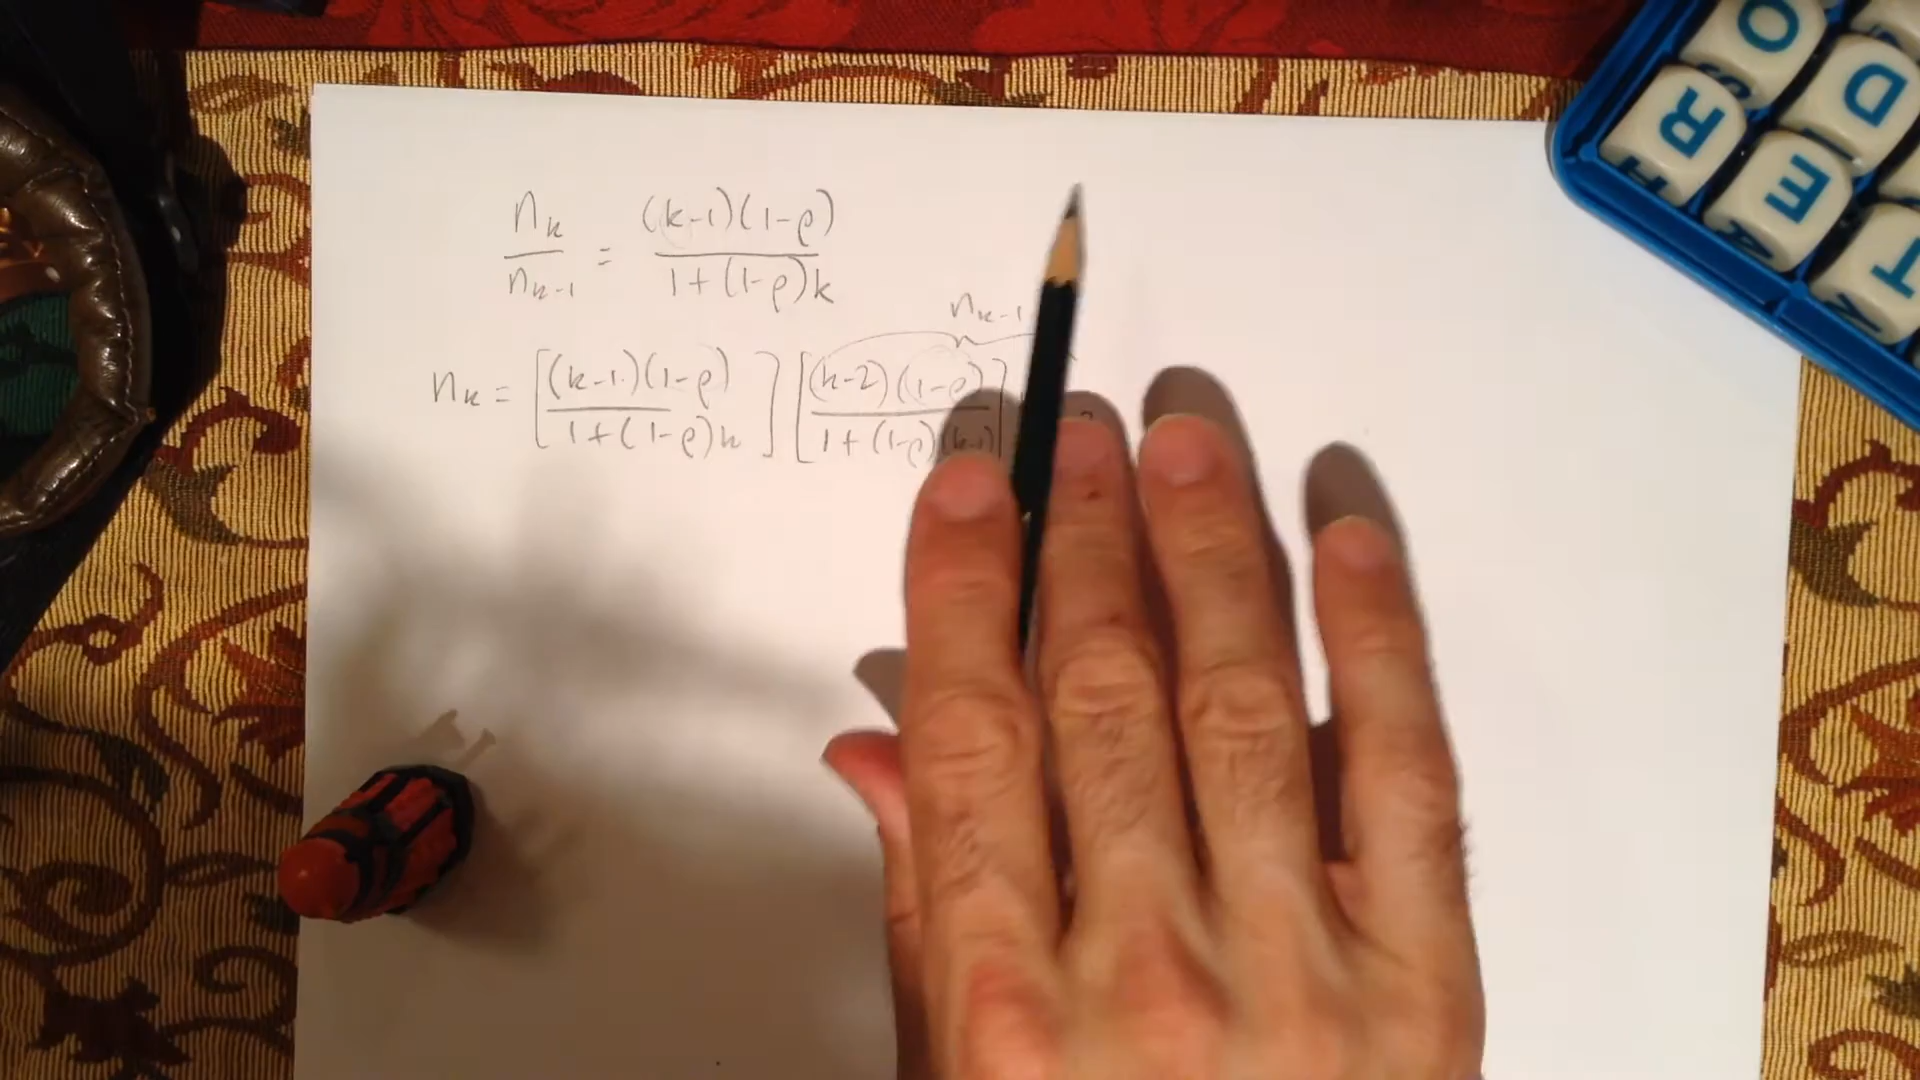 n_k / n_{k-1} = (k-1)(1-ρ) / 1+(1-ρ)k
n_{k-1}
n_k = [(k-1)(1-ρ) / 1+(1-ρ)k] [(k-2)(1-ρ) / 1+(1-ρ)(k-1)]
O
D
R
E
T